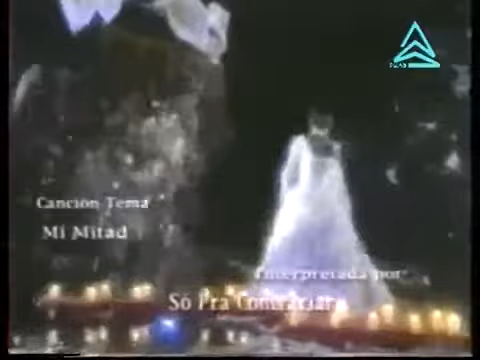 Canción Tema
Mi Mitad
Interpretada por
Só Pra Contrariar